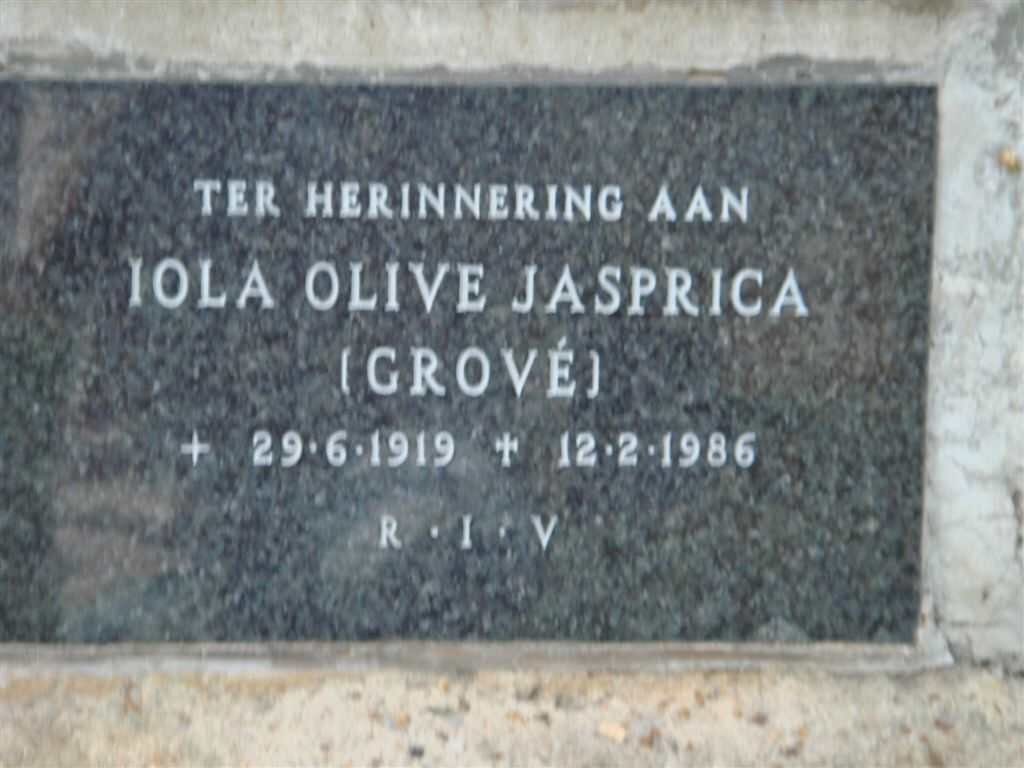 TER HERINNERING AAN
IOLA OLIVE JASPRICA
(GROVÉ)
+ 29·6·1919 ✝ 12·2·1986
R·I·V